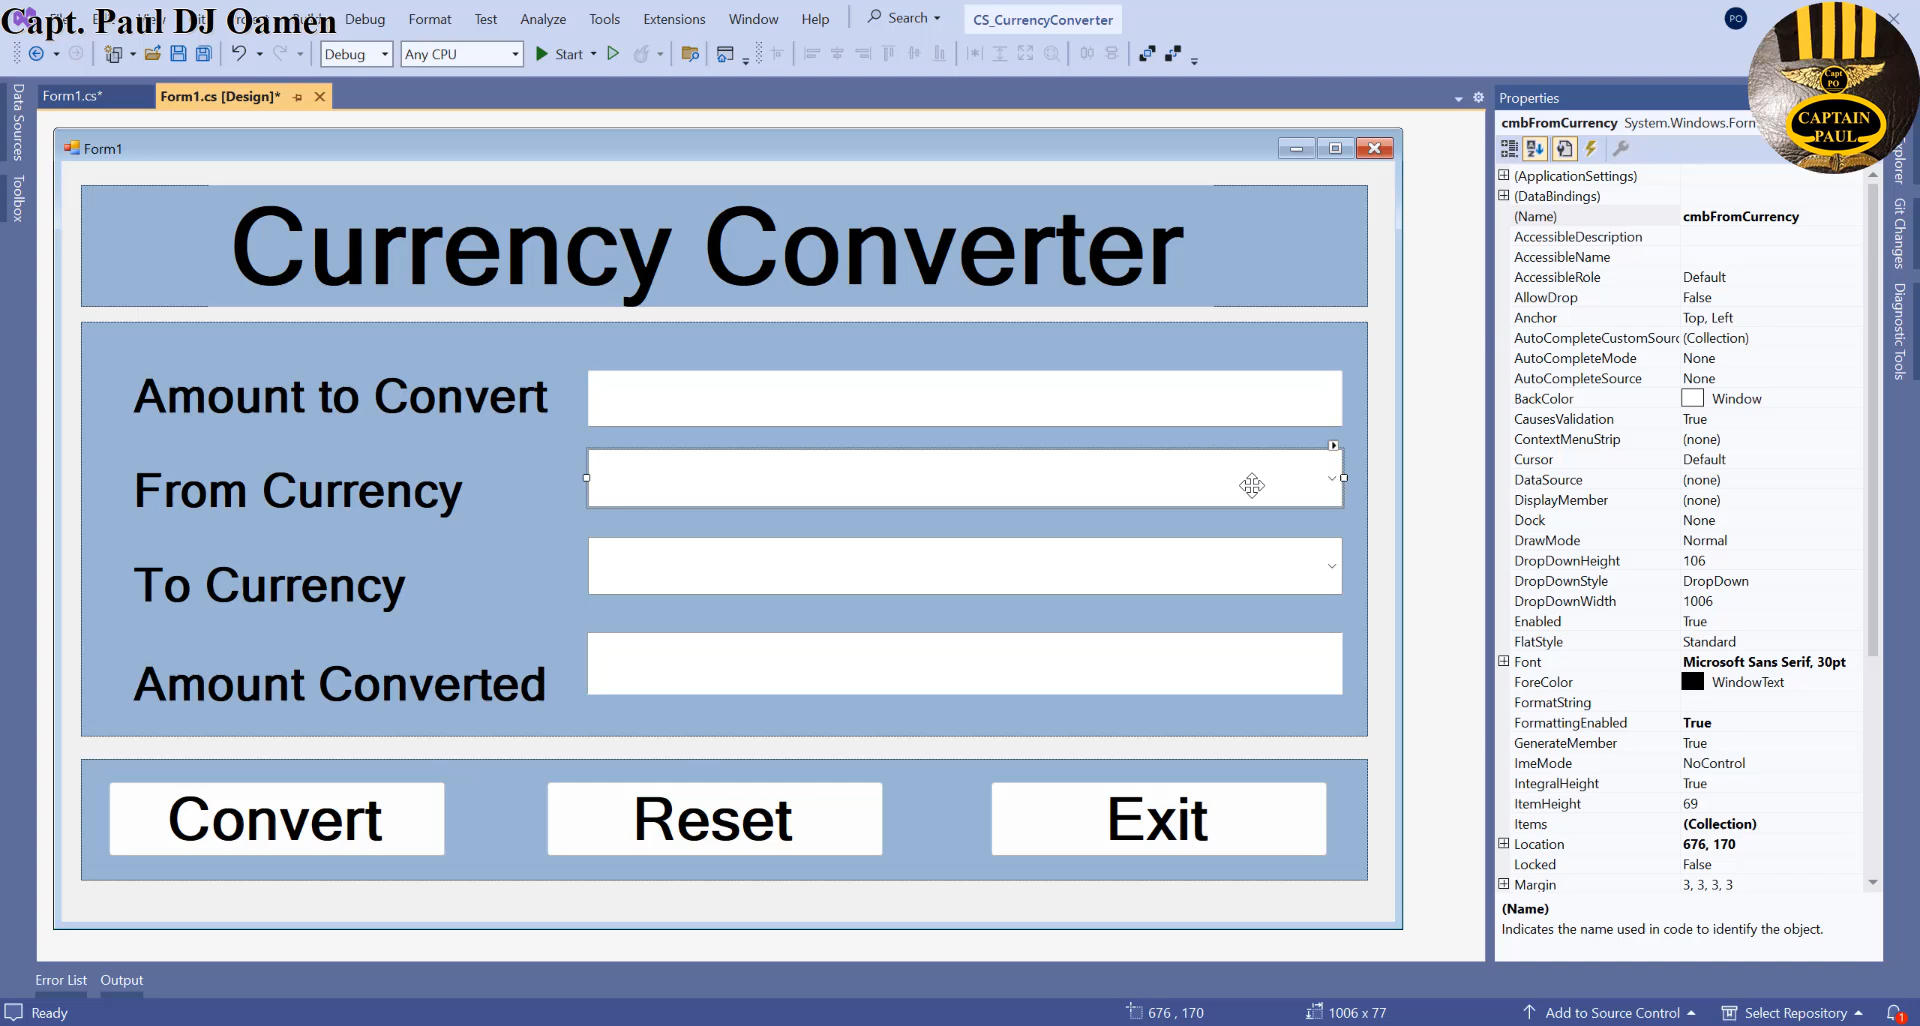 Capt. Paul DJ Oamen
Debug Format Test Analyze Tools Extensions Window Help Search CS_CurrencyConverter PO
Debug Any CPU Start
Form1.cs* Form1.cs [Design]*
Data Sources
Toolbox
Form1
Currency Converter
Amount to Convert
From Currency
To Currency
Amount Converted
Convert Reset Exit
Properties
cmbFromCurrency System.Windows.Form
(ApplicationSettings)
(DataBindings)
(Name) cmbFromCurrency
AccessibleDescription
AccessibleName
AccessibleRole Default
AllowDrop False
Anchor Top, Left
AutoCompleteCustomSourc (Collection)
AutoCompleteMode None
AutoCompleteSource None
BackColor Window
CausesValidation True
ContextMenuStrip (none)
Cursor Default
DataSource (none)
DisplayMember (none)
Dock None
DrawMode Normal
DropDownHeight 106
DropDownStyle DropDown
DropDownWidth 1006
Enabled True
FlatStyle Standard
Font Microsoft Sans Serif, 30pt
ForeColor WindowText
FormatString
FormattingEnabled True
GenerateMember True
ImeMode NoControl
IntegralHeight True
ItemHeight 69
Items (Collection)
Location 676, 170
Locked False
Margin 3, 3, 3, 3
(Name)
Indicates the name used in code to identify the object.
Capt
PO
CAPTAIN
PAUL
Git Changes
Diagnostic Tools
Error List Output
Ready 676 , 170 1006 x 77 Add to Source Control Select Repository 1